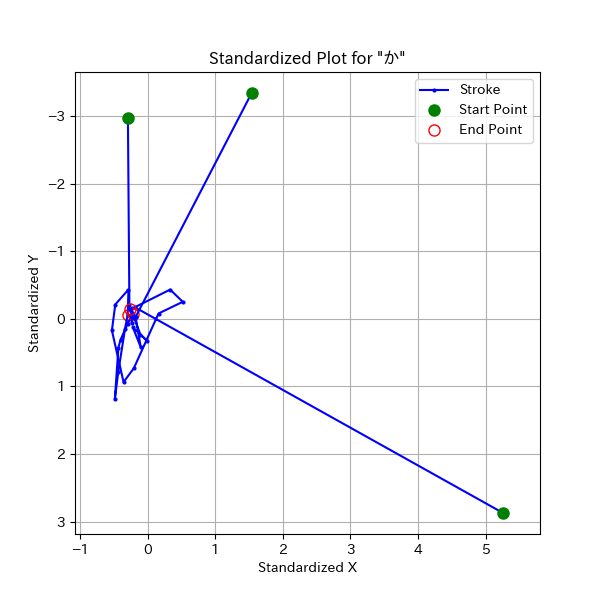 Standardized Plot for "か"
Stroke
Start Point
End Point
Standardized Y
−3
−2
−1
0
1
2
3
−1
0
1
2
3
4
5
Standardized X